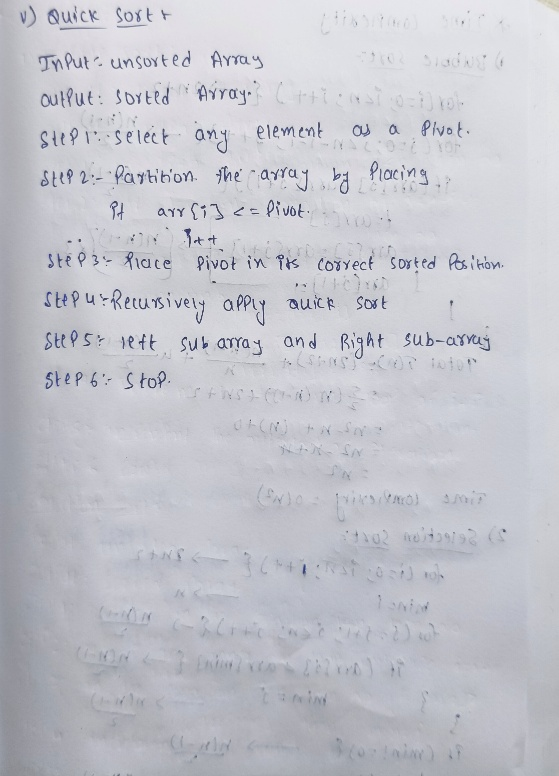 v) Quick Sort
Input:- unsorted Array
output: sorted Array.
Step 1:- select any element as a Pivot.
Step 2:- Partition the array by Placing
if arr[i] <= Pivot.
i++
Step 3:- Place Pivot in its correct sorted Position.
Step 4:- Recursively apply quick sort
Step 5:- left sub array and Right sub-array
Step 6:- Stop.